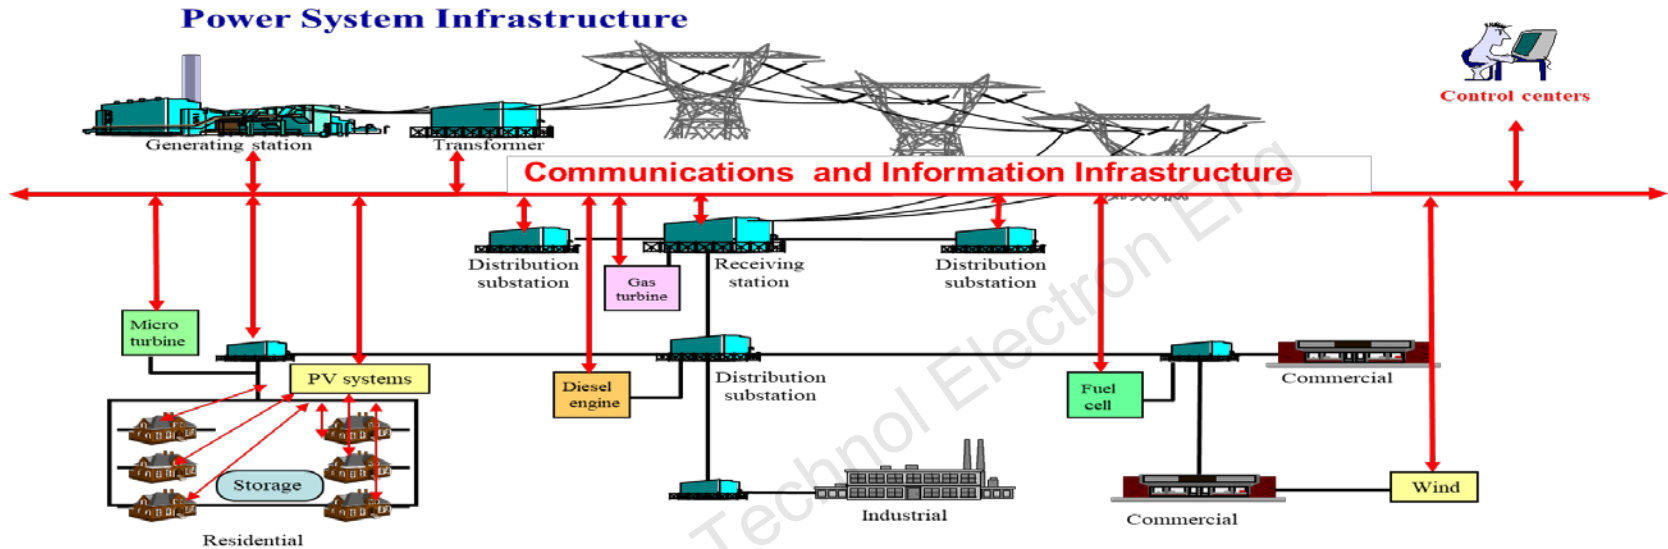 Power System Infrastructure
Control centers
Generating station
Transformer
Communications and Information Infrastructure
Distribution
substation
Gas
turbine
Receiving
station
Distribution
substation
Micro
turbine
PV systems
Diesel
engine
Distribution
substation
Fuel
cell
Commercial
Storage
Industrial
Wind
Commercial
Residential
Technol Electron Eng